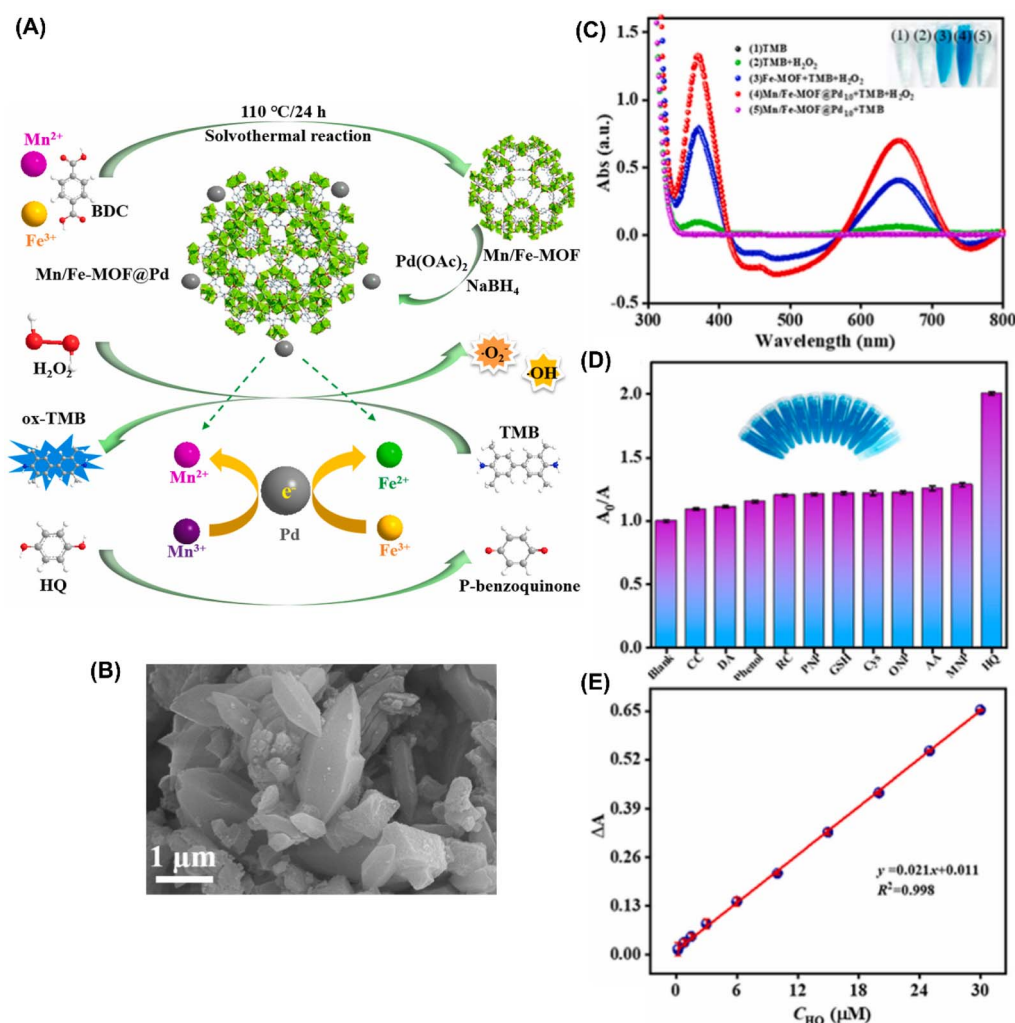 (A)
110 °C/24 h
Solvothermal reaction
Mn²⁺
BDC
Fe³⁺
Mn/Fe-MOF@Pd
Pd(OAc)₂
NaBH₄
Mn/Fe-MOF
H₂O₂
·O₂⁻
·OH
ox-TMB
TMB
Mn²⁺
Fe²⁺
e⁻
Pd
Mn³⁺
Fe³⁺
HQ
P-benzoquinone
(B)
1 μm
(C)
(1) (2) (3) (4) (5)
(1)TMB
(2)TMB+H₂O₂
(3)Fe-MOF+TMB+H₂O₂
(4)Mn/Fe-MOF@Pd₁.₀+TMB+H₂O₂
(5)Mn/Fe-MOF@Pd₁.₀+TMB
Abs (a.u.)
1.5
1.0
0.5
0.0
-0.5
300 400 500 600 700 800
Wavelength (nm)
(D)
A₀/A
2.0
1.5
1.0
0.5
0.0
Blank CC DA Phenol RC PNP GSH Cys ONP AA MNP HQ
(E)
ΔA
0.65
0.52
0.39
0.26
0.13
0.00
y =0.021x+0.011
R²=0.998
0 6 12 18 24 30
C_HQ (μM)